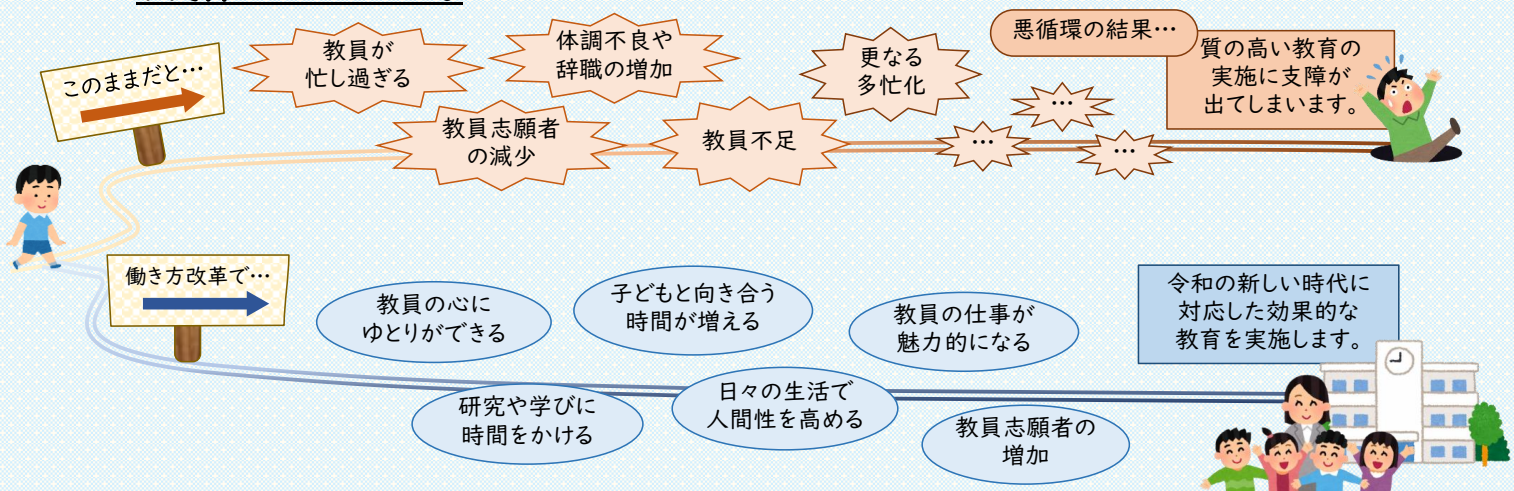 このままだと…
教員が
忙し過ぎる
体調不良や
辞職の増加
更なる
多忙化
悪循環の結果…
質の高い教育の
実施に支障が
出てしまいます。
教員志願者
の減少
教員不足
…
…
…
働き方改革で…
教員の心に
ゆとりができる
子どもと向き合う
時間が増える
教員の仕事が
魅力的になる
令和の新しい時代に
対応した効果的な
教育を実施します。
研究や学びに
時間をかける
日々の生活で
人間性を高める
教員志願者の
増加